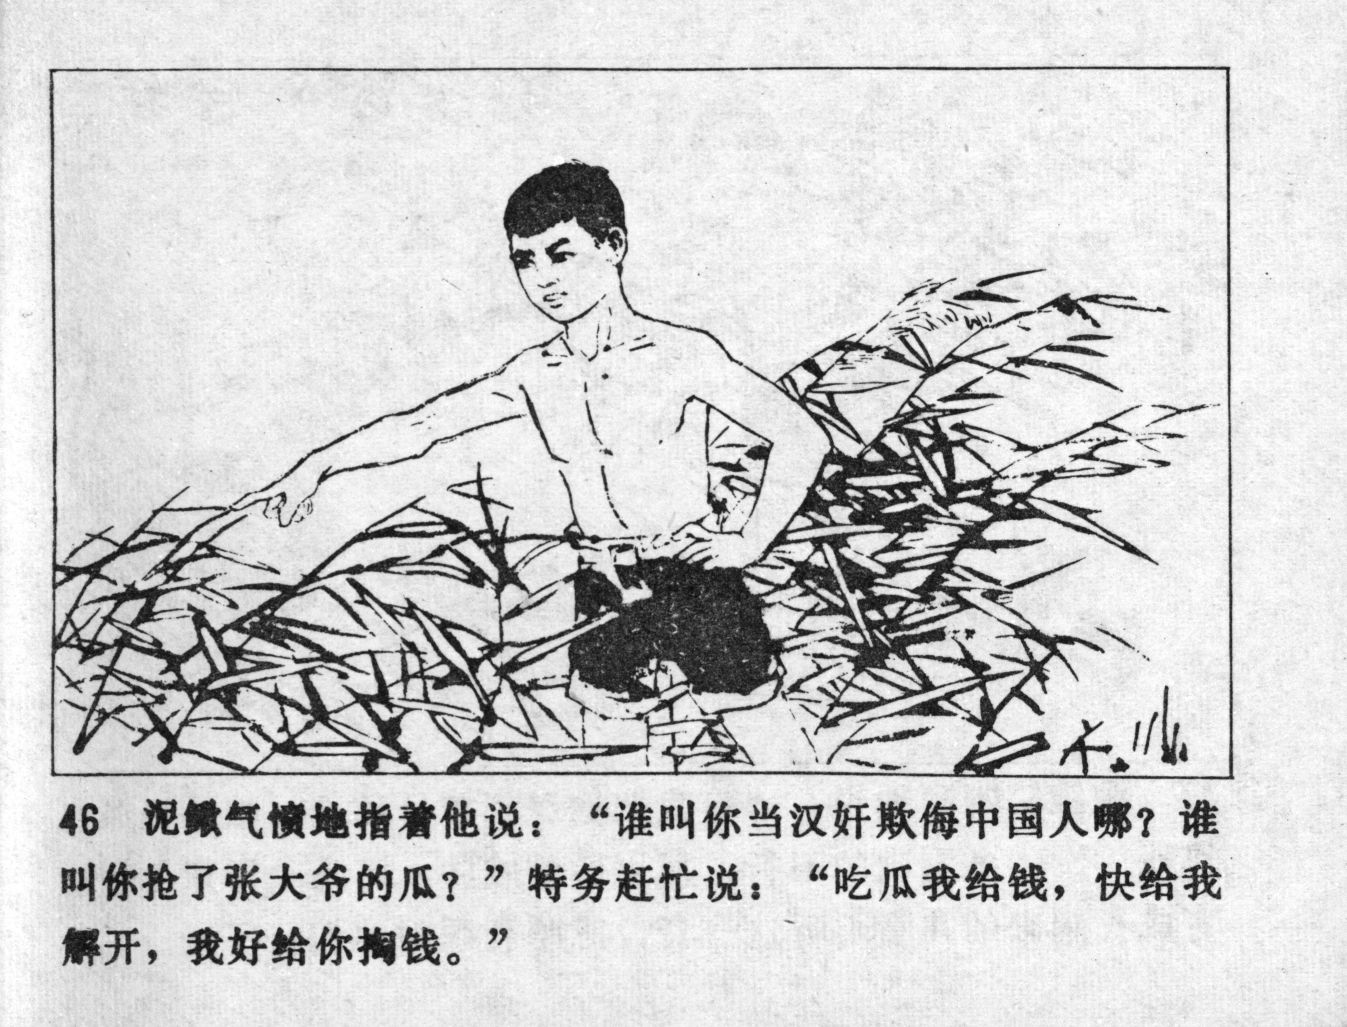 46 泥鳅气愤地指着他说：“谁叫你当汉奸欺侮中国人哪？谁
叫你抢了张大爷的瓜？”特务赶忙说：“吃瓜我给钱，快给我
解开，我好给你掏钱。”